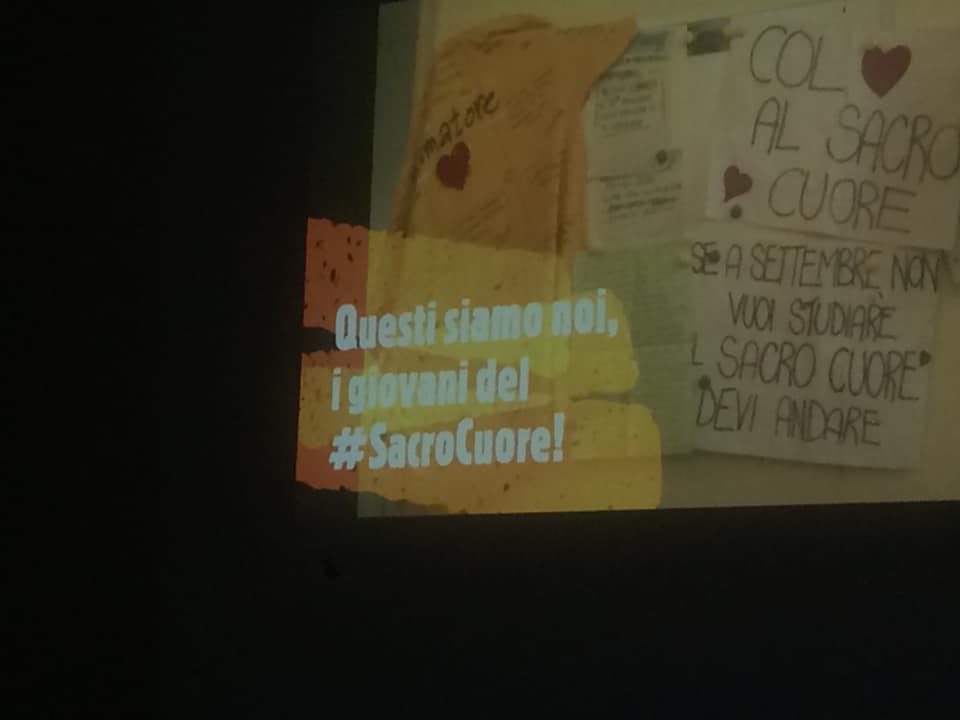 COL
AL SACRO
CUORE
SE A SETTEMBRE NON
VUOI STUDIARE
L SACRO CUORE
DEVI ANDARE
matore
Questi siamo noi,
i giovani del
#SacroCuore!